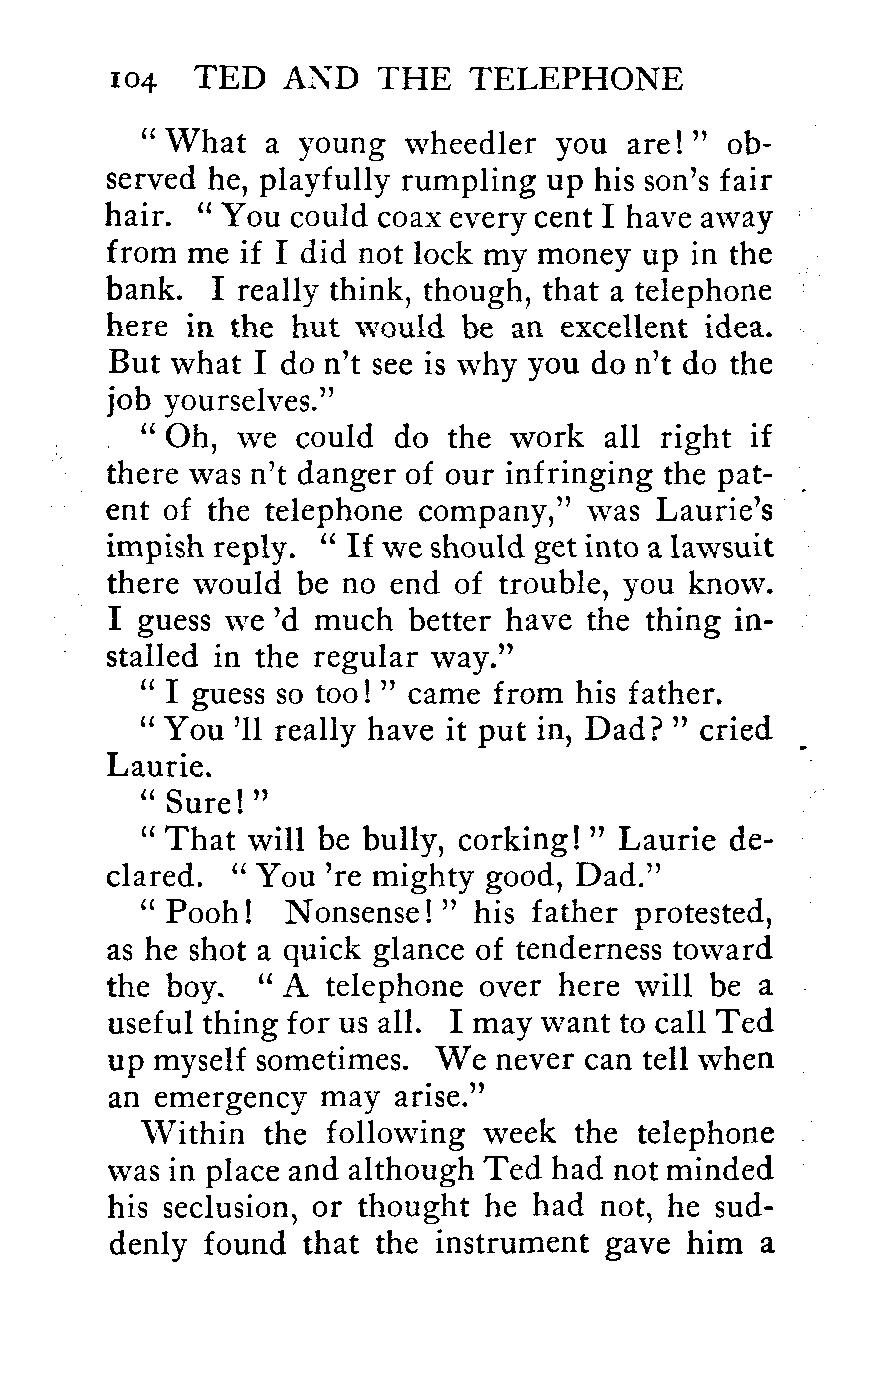 104 TED AND THE TELEPHONE
“ What a young wheedler you are! ” ob-
served he, playfully rumpling up his son’s fair
hair. “ You could coax every cent I have away
from me if I did not lock my money up in the
bank. I really think, though, that a telephone
here in the hut would be an excellent idea.
But what I do n’t see is why you do n’t do the
job yourselves.”
“ Oh, we could do the work all right if
there was n’t danger of our infringing the pat-
ent of the telephone company,” was Laurie’s
impish reply. “ If we should get into a lawsuit
there would be no end of trouble, you know.
I guess we ’d much better have the thing in-
stalled in the regular way.”
“ I guess so too! ” came from his father.
“ You ’ll really have it put in, Dad? ” cried
Laurie.
“ Sure! ”
“ That will be bully, corking! ” Laurie de-
clared. “ You ’re mighty good, Dad.”
“ Pooh! Nonsense! ” his father protested,
as he shot a quick glance of tenderness toward
the boy. “ A telephone over here will be a
useful thing for us all. I may want to call Ted
up myself sometimes. We never can tell when
an emergency may arise.”
Within the following week the telephone
was in place and although Ted had not minded
his seclusion, or thought he had not, he sud-
denly found that the instrument gave him a